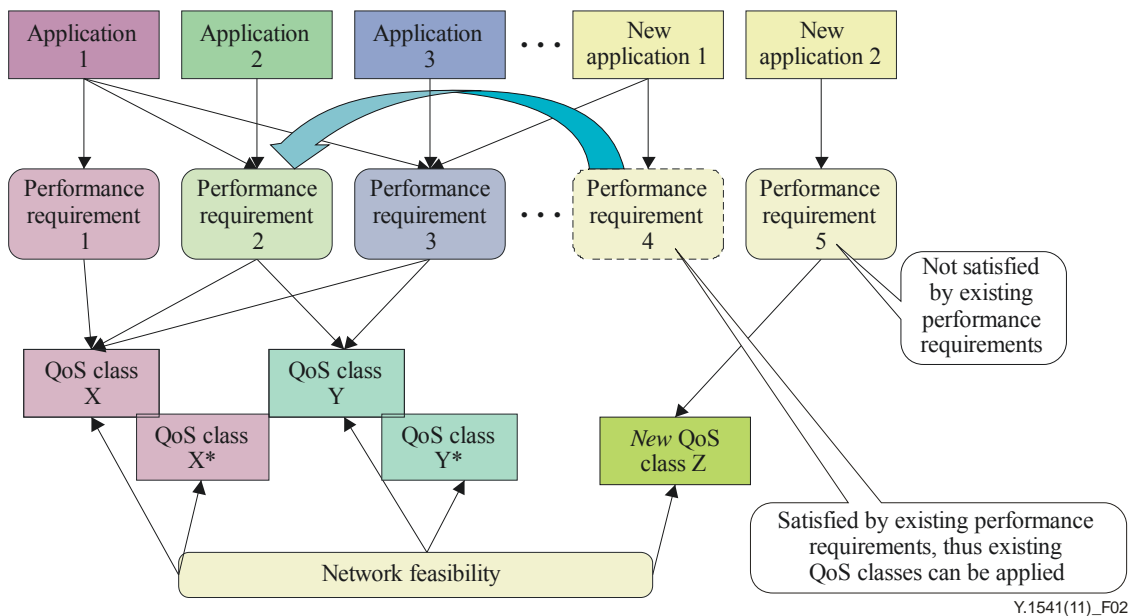 Application
1
Application
2
Application
3
• • •
New
application 1
New
application 2
Performance
requirement
1
Performance
requirement
2
Performance
requirement
3
• • •
Performance
requirement
4
Performance
requirement
5
Not satisfied
by existing
performance
requirements
QoS class
X
QoS class
Y
QoS class
X*
QoS class
Y*
New QoS
class Z
Satisfied by existing performance
requirements, thus existing
QoS classes can be applied
Network feasibility
Y.1541(11)_F02